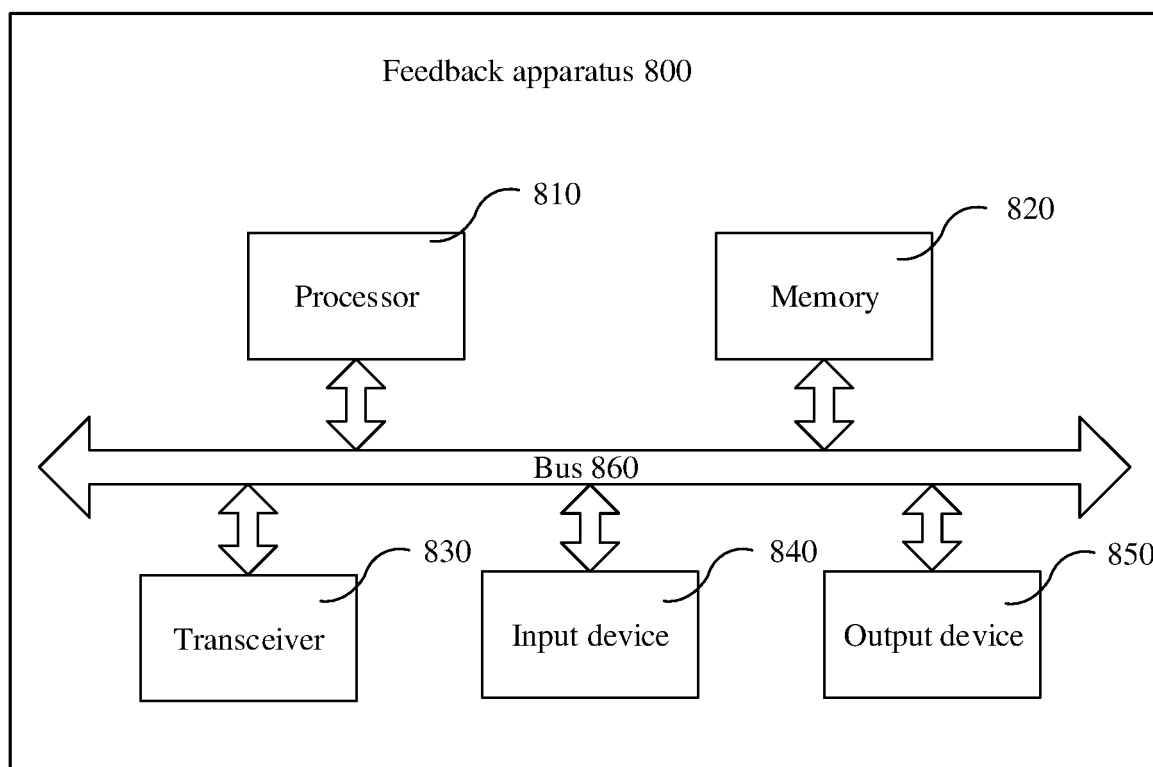 Feedback apparatus 800
810
820
Processor
Memory
Bus 860
830
840
850
Transceiver
Input device
Output device